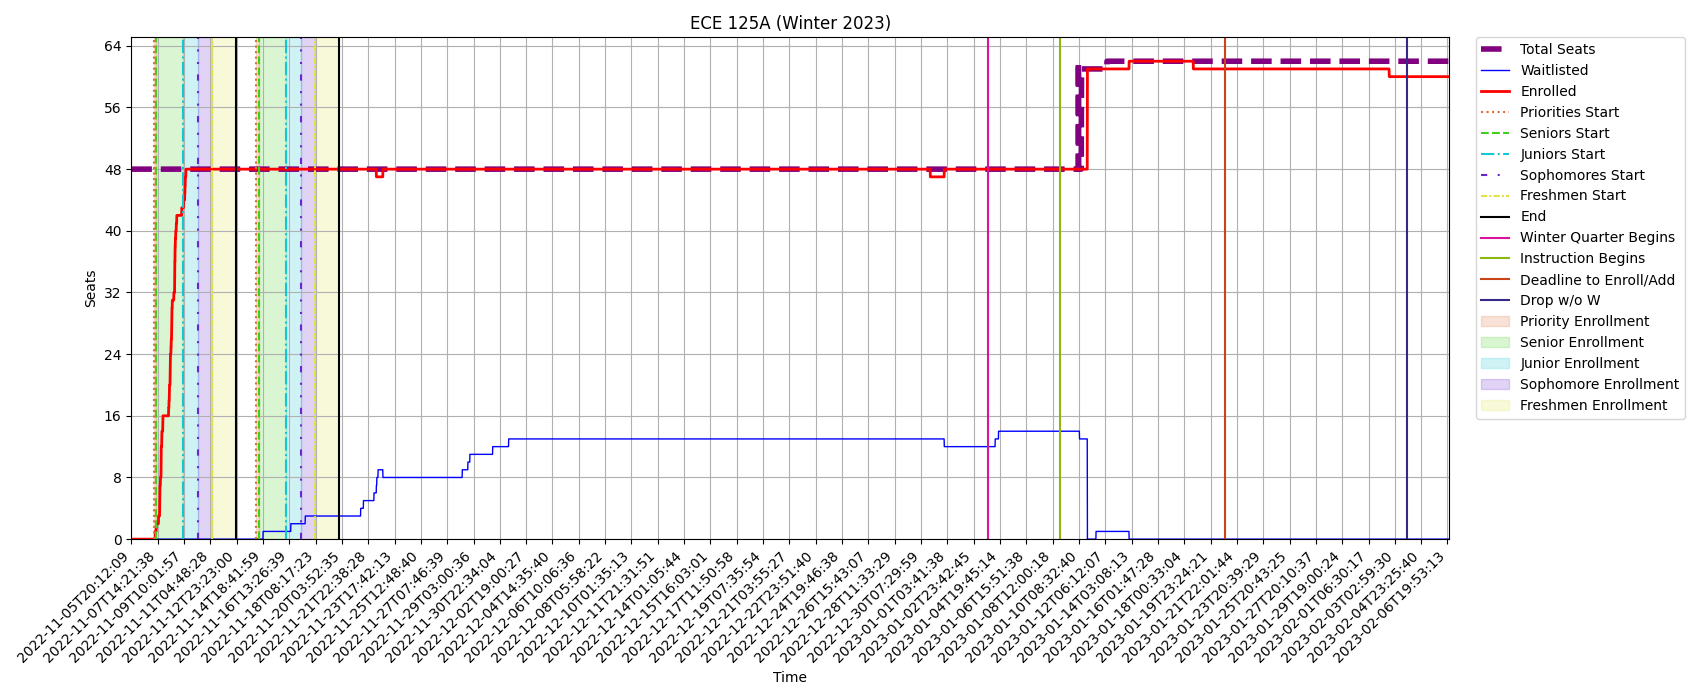 ECE 125A (Winter 2023)
Seats
64
56
48
40
32
24
16
8
0
2022-11-05T20:12:09
2022-11-07T14:21:38
2022-11-09T10:01:57
2022-11-11T04:48:28
2022-11-12T23:23:00
2022-11-14T18:41:59
2022-11-16T13:26:39
2022-11-18T08:17:23
2022-11-20T03:52:35
2022-11-21T22:38:28
2022-11-23T17:42:13
2022-11-25T12:48:40
2022-11-27T07:46:39
2022-11-29T03:00:36
2022-11-30T22:34:04
2022-12-02T19:00:27
2022-12-04T14:35:40
2022-12-06T10:06:36
2022-12-08T05:58:22
2022-12-10T01:35:13
2022-12-11T21:31:51
2022-12-14T01:05:44
2022-12-15T16:03:01
2022-12-17T11:50:58
2022-12-19T07:35:54
2022-12-21T03:55:27
2022-12-22T23:51:40
2022-12-24T19:46:38
2022-12-26T15:43:07
2022-12-28T11:33:29
2022-12-30T07:29:59
2023-01-01T03:41:38
2023-01-02T23:42:45
2023-01-04T19:45:14
2023-01-06T15:51:38
2023-01-08T12:00:18
2023-01-10T08:32:40
2023-01-12T06:12:07
2023-01-14T03:08:13
2023-01-16T01:47:28
2023-01-18T00:33:04
2023-01-19T23:24:21
2023-01-21T22:01:44
2023-01-23T20:39:29
2023-01-25T20:43:25
2023-01-27T20:10:37
2023-01-29T19:00:24
2023-02-01T06:30:17
2023-02-03T02:59:30
2023-02-04T23:25:40
2023-02-06T19:53:13
Time
Total Seats
Waitlisted
Enrolled
Priorities Start
Seniors Start
Juniors Start
Sophomores Start
Freshmen Start
End
Winter Quarter Begins
Instruction Begins
Deadline to Enroll/Add
Drop w/o W
Priority Enrollment
Senior Enrollment
Junior Enrollment
Sophomore Enrollment
Freshmen Enrollment